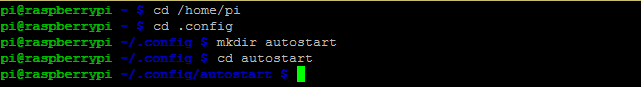 pi@raspberrypi ~ $ cd /home/pi
pi@raspberrypi ~ $ cd .config
pi@raspberrypi ~/.config $ mkdir autostart
pi@raspberrypi ~/.config $ cd autostart
pi@raspberrypi ~/.config/autostart $